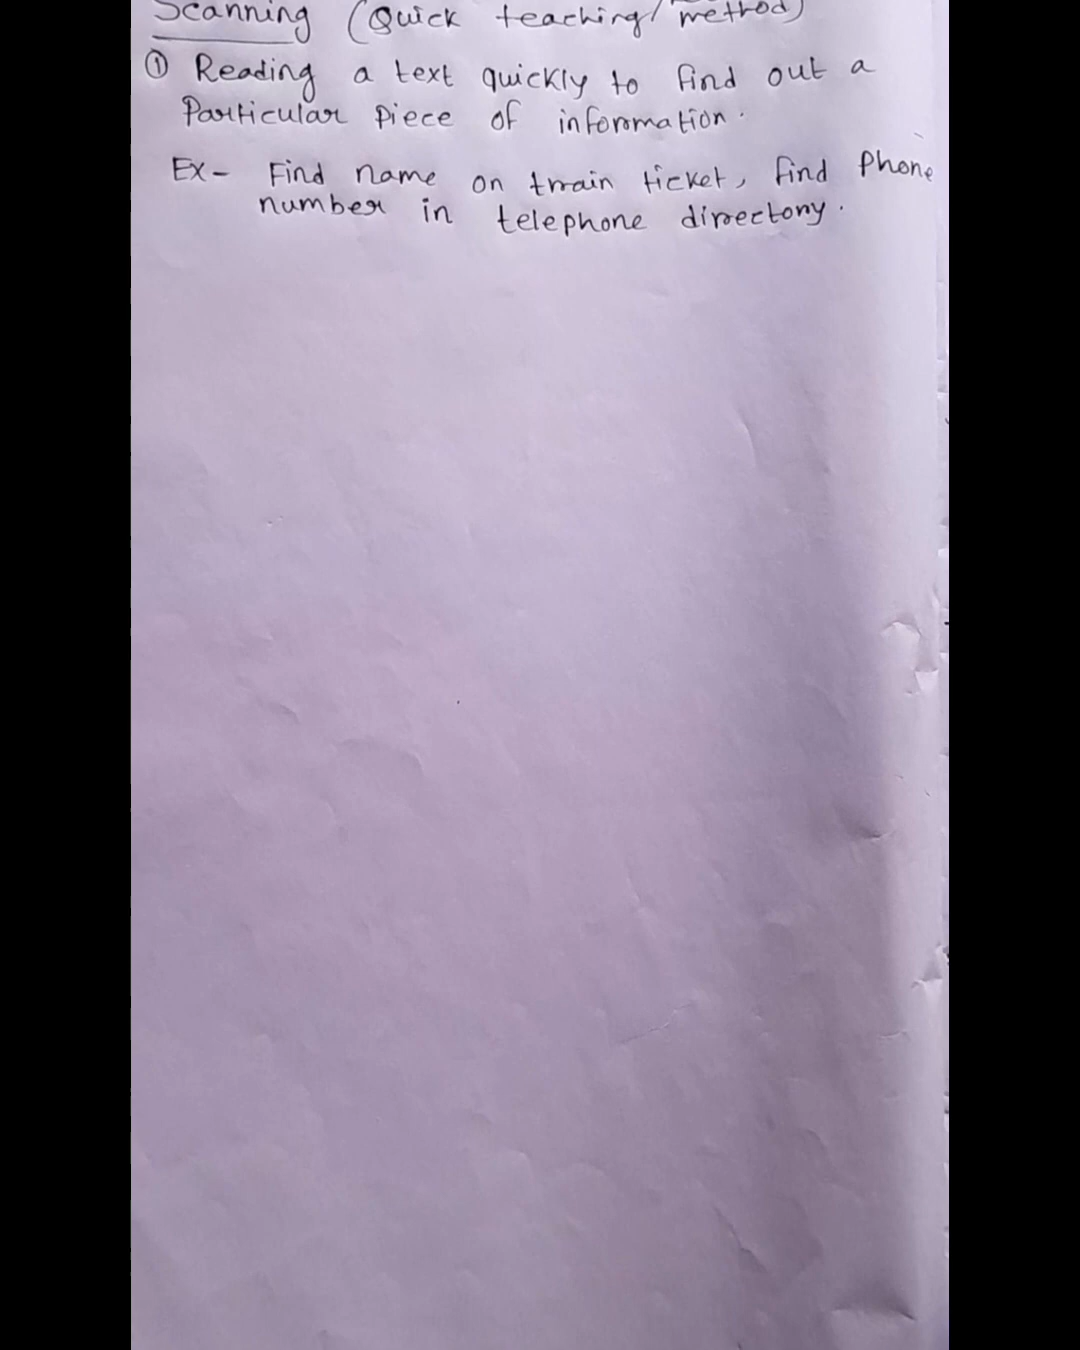 Scanning (Quick teaching/method)
① Reading a text quickly to find out a
Particular piece of information.
Ex- Find name on train ticket, find Phone
number in telephone directory.